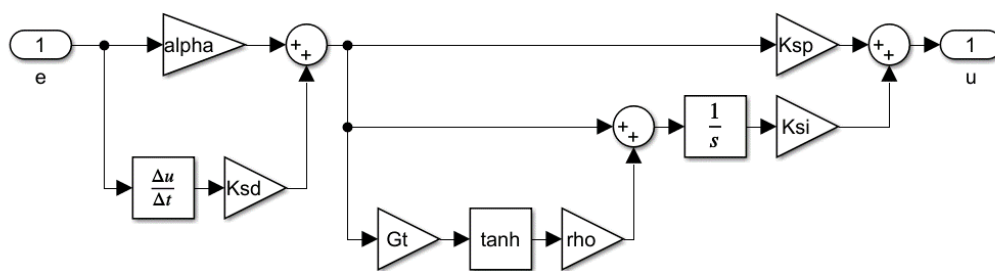 1
e
alpha
+
+
Δu
Δt
Ksd
Gt
tanh
rho
+
+
1
s
Ksp
Ksi
+
+
1
u